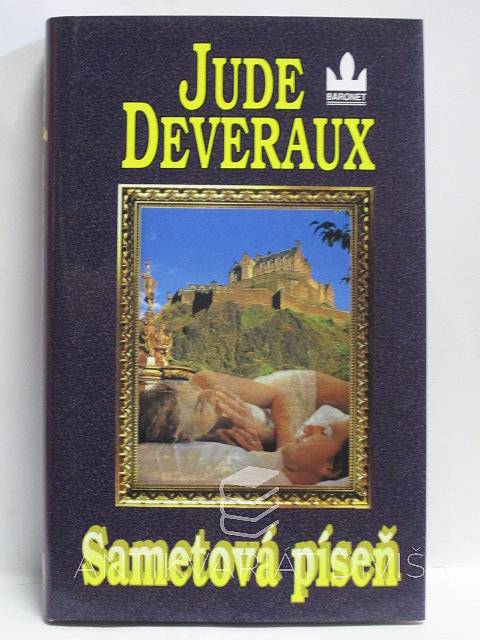 JUDE
BARONET
DEVERAUX
Sametová píseň